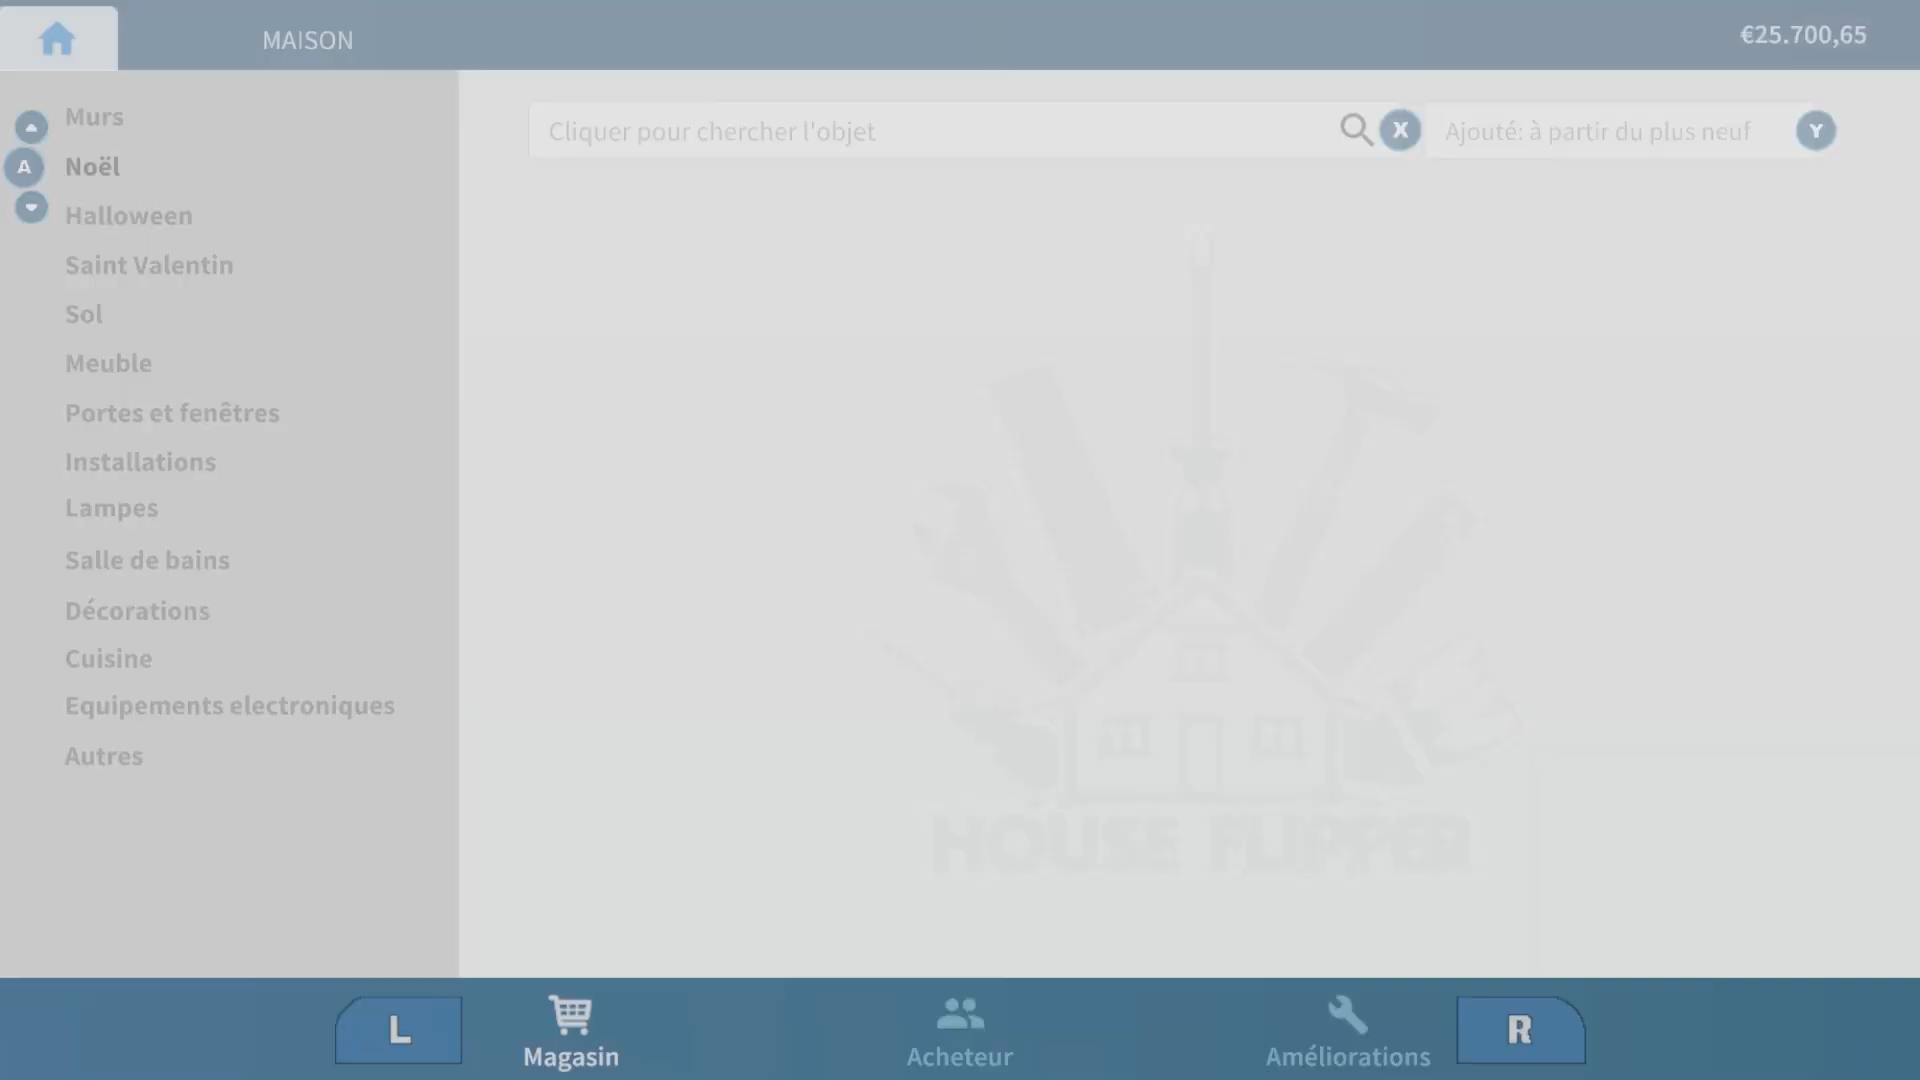 MAISON
€25.700,65
Murs
Noël
Halloween
Saint Valentin
Sol
Meuble
Portes et fenêtres
Installations
Lampes
Salle de bains
Décorations
Cuisine
Equipements electroniques
Autres
A
Cliquer pour chercher l'objet
X
Ajouté: à partir du plus neuf
Y
HOUSE FLIPPER
L
Magasin
Acheteur
Améliorations
R